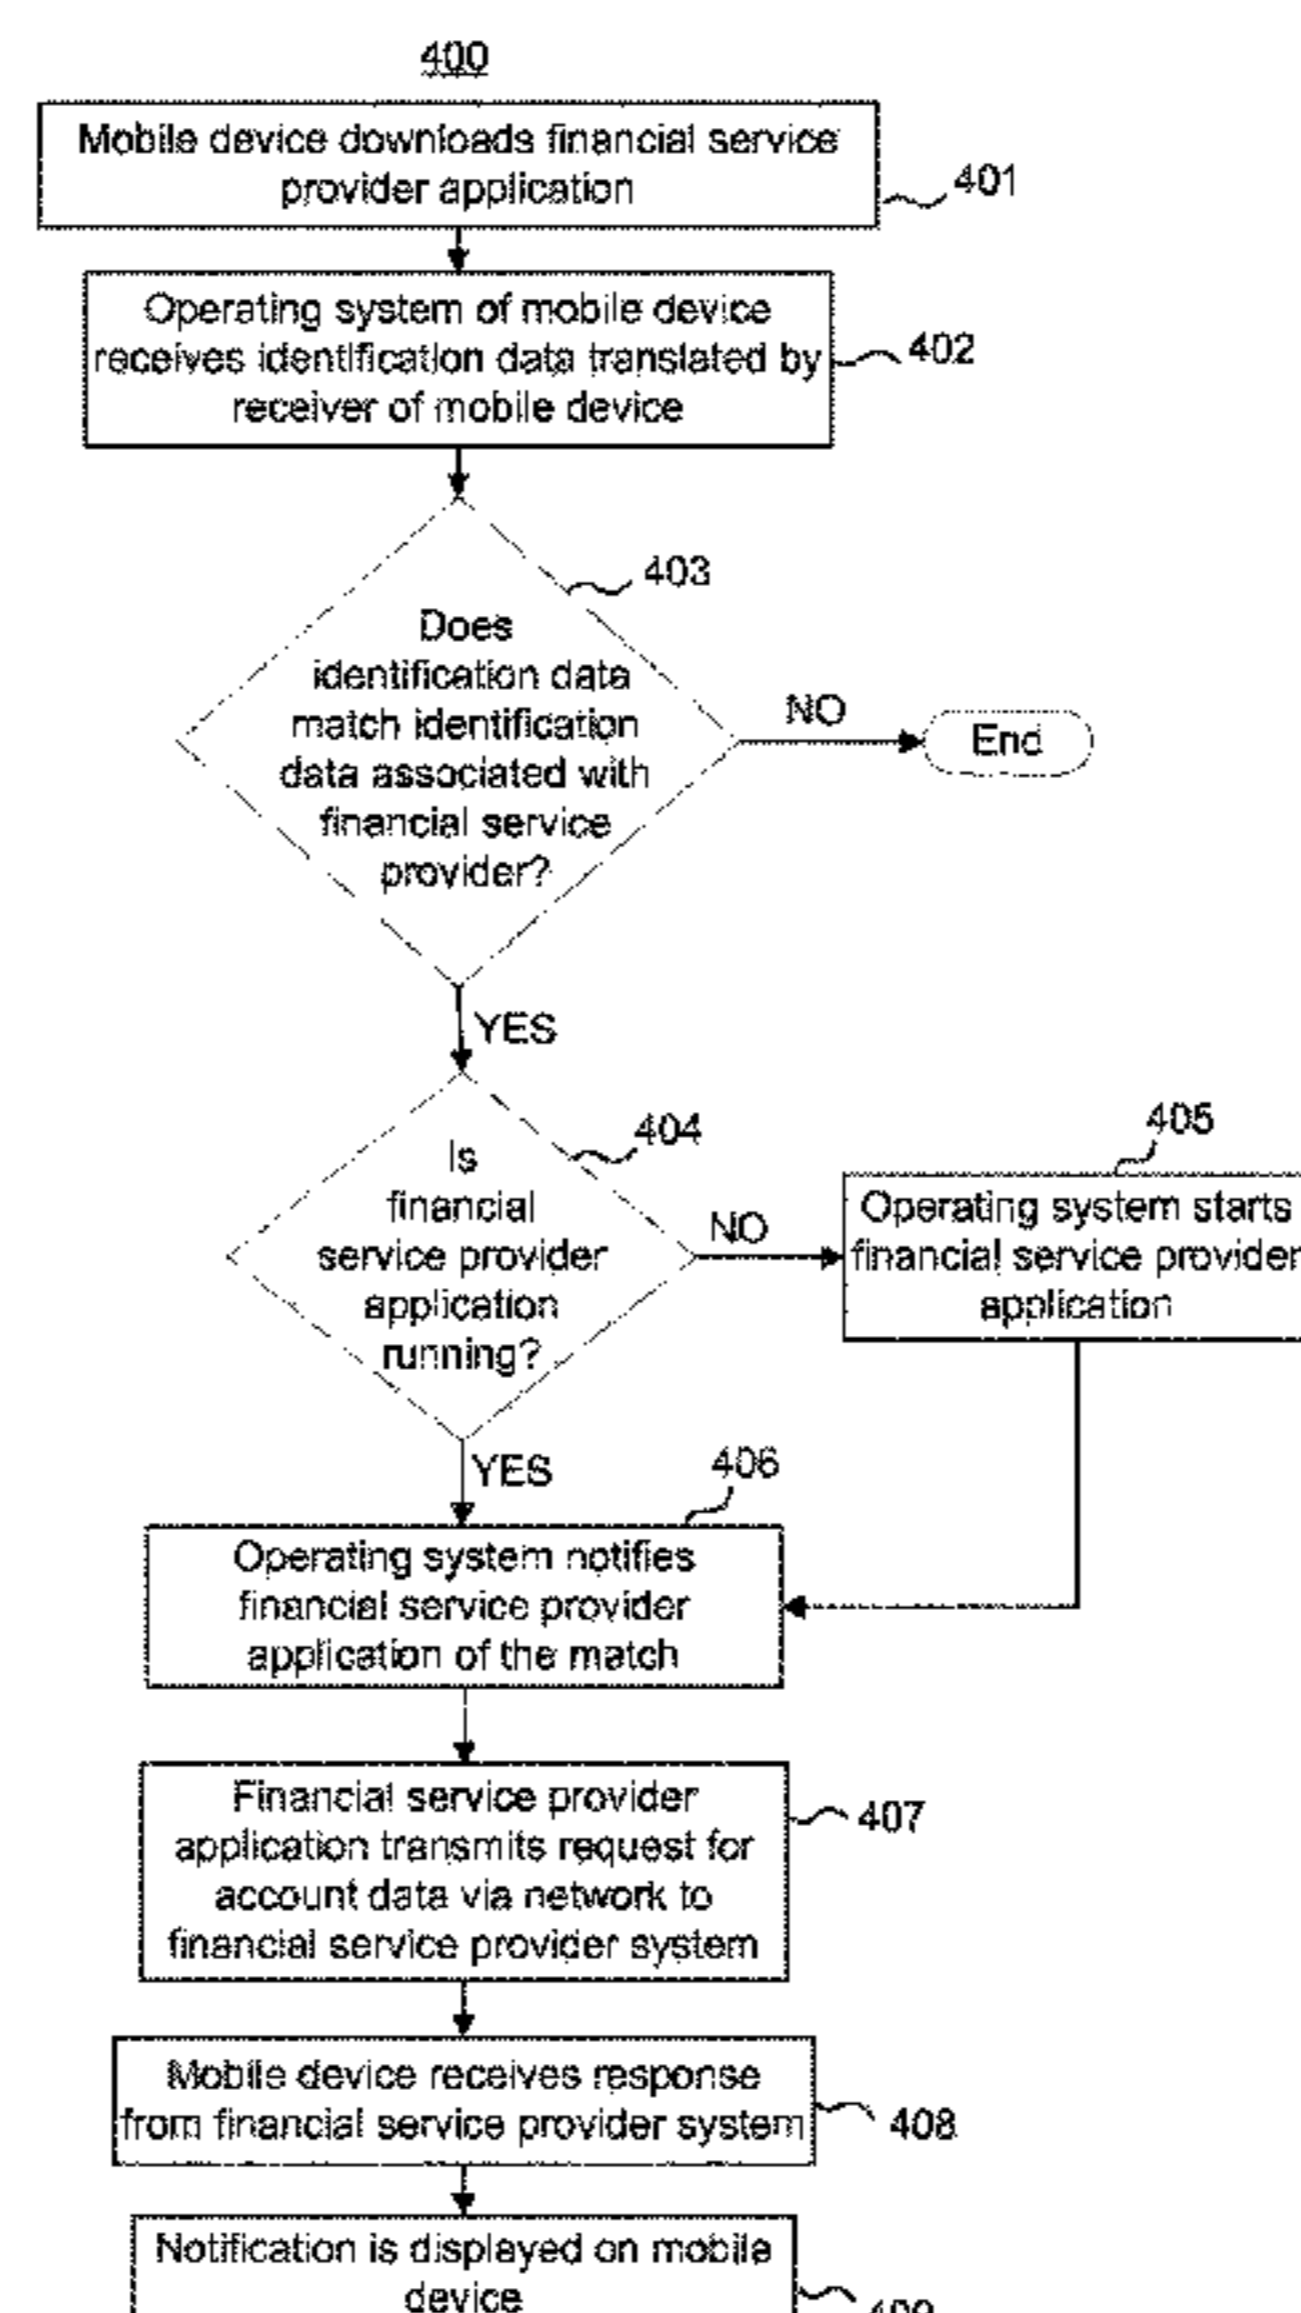 400
Mobile device downloads financial service
provider application
401
Operating system of mobile device
receives identification data translated by
receiver of mobile device
402
403
Does
identification data
match identification
data associated with
financial service
provider?
NO
End
YES
404
Is
financial
service provider
application
running?
NO
405
Operating system starts
financial service provider
application
YES
406
Operating system notifies
financial service provider
application of the match
Financial service provider
application transmits request for
account data via network to
financial service provider system
407
Mobile device receives response
from financial service provider system
408
Notification is displayed on mobile
device
409